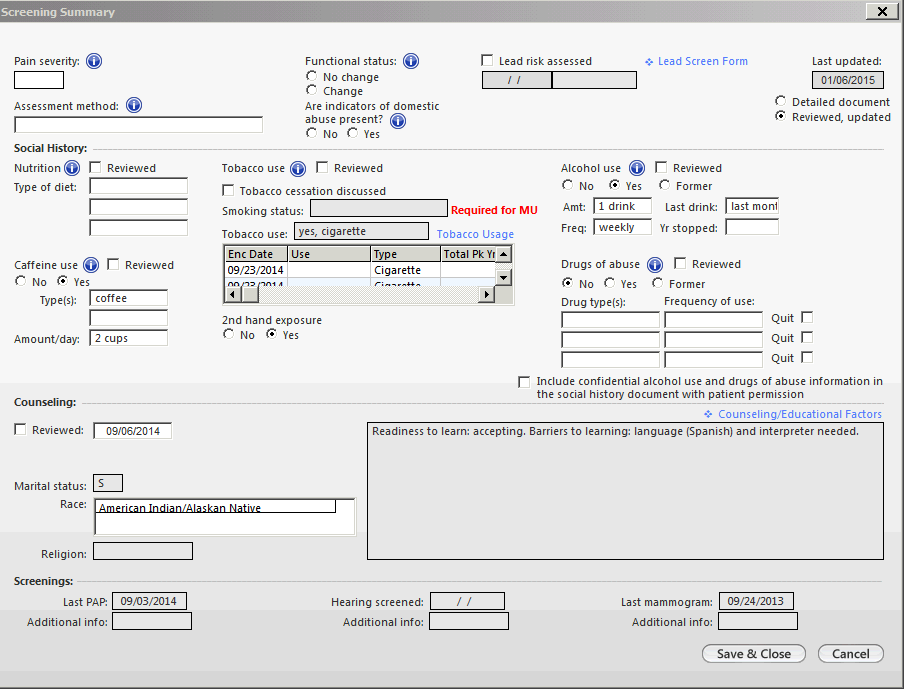 Screening Summary
Pain severity:
Functional status:
No change
Change
Lead risk assessed
Lead Screen Form
/ /
Last updated:
01/06/2015
Detailed document
Reviewed, updated
Assessment method:
Are indicators of domestic
abuse present?
No Yes
Social History:
Nutrition Reviewed
Type of diet:
Caffeine use Reviewed
No Yes
Type(s): coffee
Amount/day: 2 cups
Tobacco use Reviewed
Tobacco cessation discussed
Smoking status: Required for MU
Tobacco use: yes, cigarette Tobacco Usage
Enc Date Use Type Total Pk Yr
09/23/2014 Cigarette
09/23/2014 Cigarette
2nd hand exposure
No Yes
Alcohol use Reviewed
No Yes Former
Amt: 1 drink Last drink: last mont
Freq: weekly Yr stopped:
Drugs of abuse Reviewed
No Yes Former
Drug type(s): Frequency of use:
Quit
Quit
Quit
Include confidential alcohol use and drugs of abuse information in
the social history document with patient permission
Counseling:
Counseling/Educational Factors
Reviewed: 09/06/2014
Readiness to learn: accepting. Barriers to learning: language (Spanish) and interpreter needed.
Marital status: S
Race: American Indian/Alaskan Native
Religion:
Screenings:
Last PAP: 09/03/2014 Hearing screened: / / Last mammogram: 09/24/2013
Additional info: Additional info: Additional info:
Save & Close Cancel